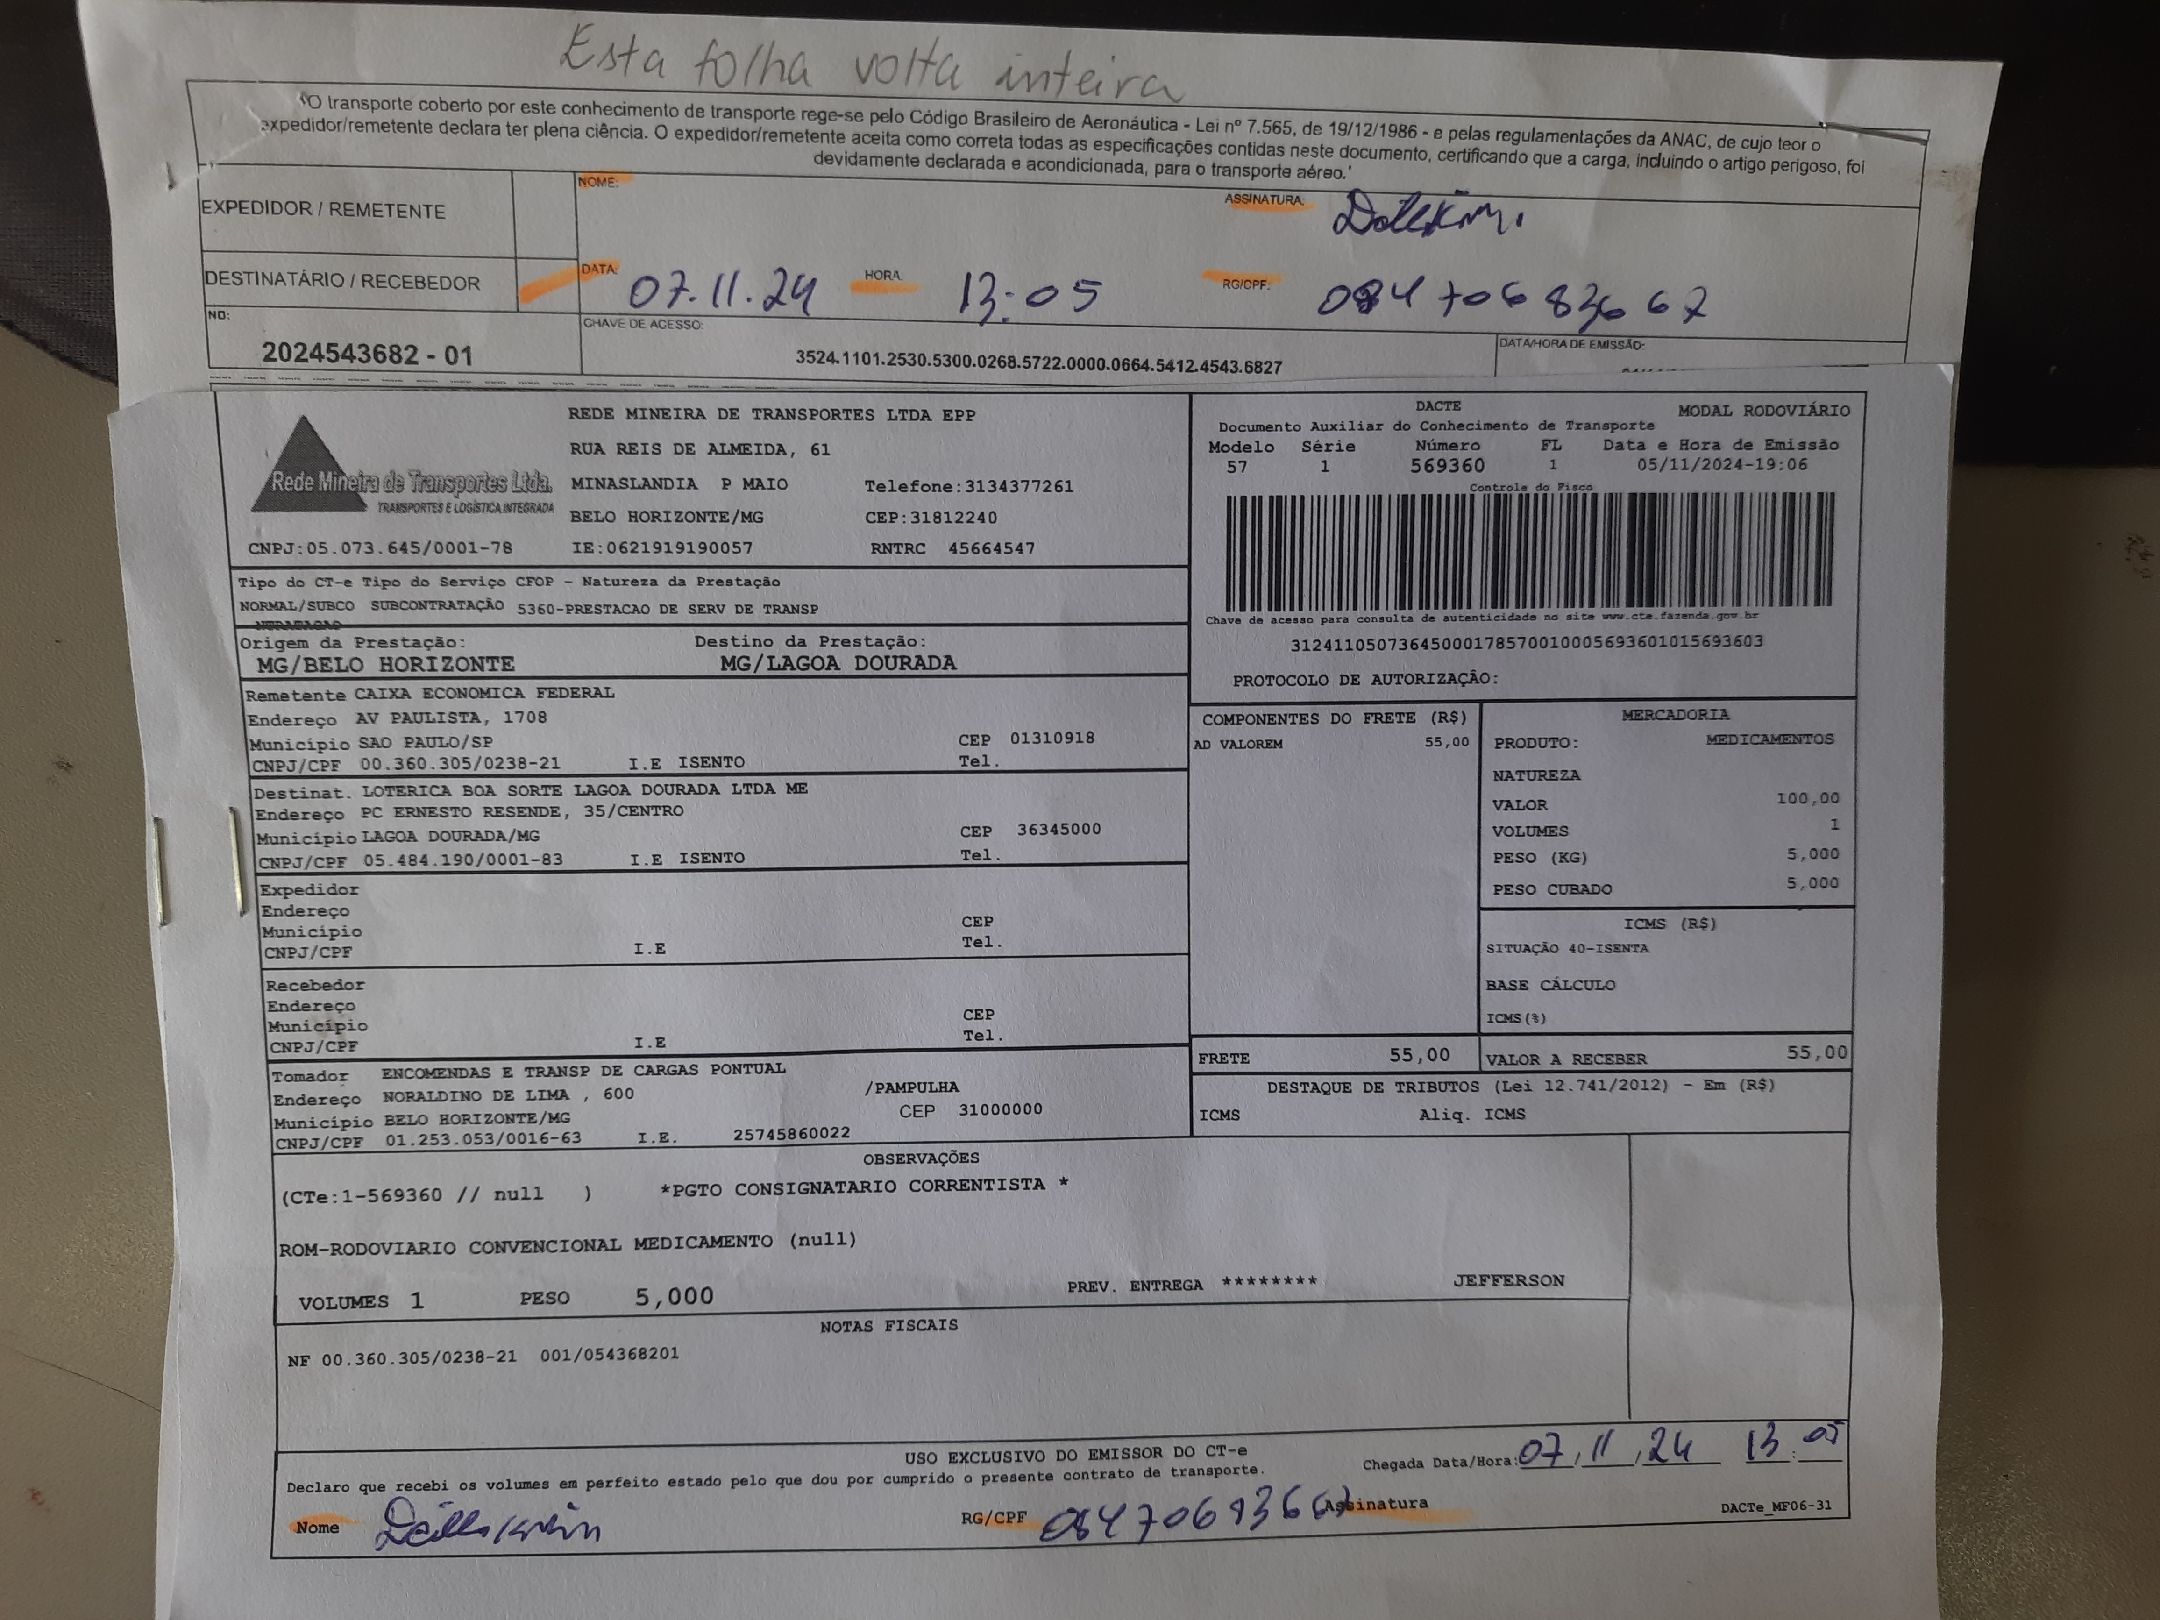 Esta folha volta inteira
'O transporte coberto por este conhecimento de transporte rege-se pelo Código Brasileiro de Aeronáutica - Lei nº 7.565, de 19/12/1986 - e pelas regulamentações da ANAC, de cujo teor o
expedidor/remetente declara ter plena ciência. O expedidor/remetente aceita como correta todas as especificações contidas neste documento, certificando que a carga, incluindo o artigo perigoso, foi
devidamente declarada e acondicionada, para o transporte aéreo.'
EXPEDIDOR / REMETENTE NOME: ASSINATURA:
DESTINATÁRIO / RECEBEDOR DATA: 07.11.24 HORA 13:05 RG/CPF: 084 706 836 62
NO: CHAVE DE ACESSO: DATA/HORA DE EMISSÃO:
2024543682 - 01 3524.1101.2530.5300.0268.5722.0000.0664.5412.4543.6827
Rede Mineira de Transportes Ltda.
TRANSPORTES E LOGÍSTICA INTEGRADA
REDE MINEIRA DE TRANSPORTES LTDA EPP
RUA REIS DE ALMEIDA, 61
MINASLANDIA P MAIO Telefone:3134377261
BELO HORIZONTE/MG CEP:31812240
CNPJ:05.073.645/0001-78 IE:0621919190057 RNTRC 45664547
DACTE MODAL RODOVIÁRIO
Documento Auxiliar do Conhecimento de Transporte
Modelo Série Número FL Data e Hora de Emissão
57 1 569360 1 05/11/2024-19:06
Controle do Fisco
Chave de acesso para consulta de autenticidade no site www.cte.fazenda.gov.br
31241105073645000178570010005693601015693603
PROTOCOLO DE AUTORIZAÇÃO:
Tipo do CT-e Tipo do Serviço CFOP - Natureza da Prestação
NORMAL/SUBCO SUBCONTRATAÇÃO 5360-PRESTACAO DE SERV DE TRANSP
NTRATACAO
Origem da Prestação: Destino da Prestação:
MG/BELO HORIZONTE MG/LAGOA DOURADA
Remetente CAIXA ECONOMICA FEDERAL
Endereço AV PAULISTA, 1708
Município SAO PAULO/SP CEP 01310918
CNPJ/CPF 00.360.305/0238-21 I.E ISENTO Tel.
Destinat. LOTERICA BOA SORTE LAGOA DOURADA LTDA ME
Endereço PC ERNESTO RESENDE, 35/CENTRO
Município LAGOA DOURADA/MG CEP 36345000
CNPJ/CPF 05.484.190/0001-83 I.E ISENTO Tel.
Expedidor
Endereço
Município CEP
CNPJ/CPF I.E Tel.
Recebedor
Endereço
Município CEP
CNPJ/CPF I.E Tel.
Tomador ENCOMENDAS E TRANSP DE CARGAS PONTUAL
Endereço NORALDINO DE LIMA , 600 /PAMPULHA
Município BELO HORIZONTE/MG CEP 31000000
CNPJ/CPF 01.253.053/0016-63 I.E. 25745860022
COMPONENTES DO FRETE (R$)
AD VALOREM 55,00
MERCADORIA
PRODUTO: MEDICAMENTOS
NATUREZA
VALOR 100,00
VOLUMES 1
PESO (KG) 5,000
PESO CUBADO 5,000
ICMS (R$)
SITUAÇÃO 40-ISENTA
BASE CÁLCULO
ICMS(%)
FRETE 55,00 VALOR A RECEBER 55,00
DESTAQUE DE TRIBUTOS (Lei 12.741/2012) - Em (R$)
ICMS Aliq. ICMS
OBSERVAÇÕES
(CTe:1-569360 // null ) *PGTO CONSIGNATARIO CORRENTISTA *
ROM-RODOVIARIO CONVENCIONAL MEDICAMENTO (null)
VOLUMES 1 PESO 5,000 PREV. ENTREGA ******** JEFFERSON
NOTAS FISCAIS
NF 00.360.305/0238-21 001/054368201
USO EXCLUSIVO DO EMISSOR DO CT-e
Declaro que recebi os volumes em perfeito estado pelo que dou por cumprido o presente contrato de transporte.
Chegada Data/Hora: 07/11/24 13:05
Nome RG/CPF 08470683662 Assinatura DACTe_MF06-31